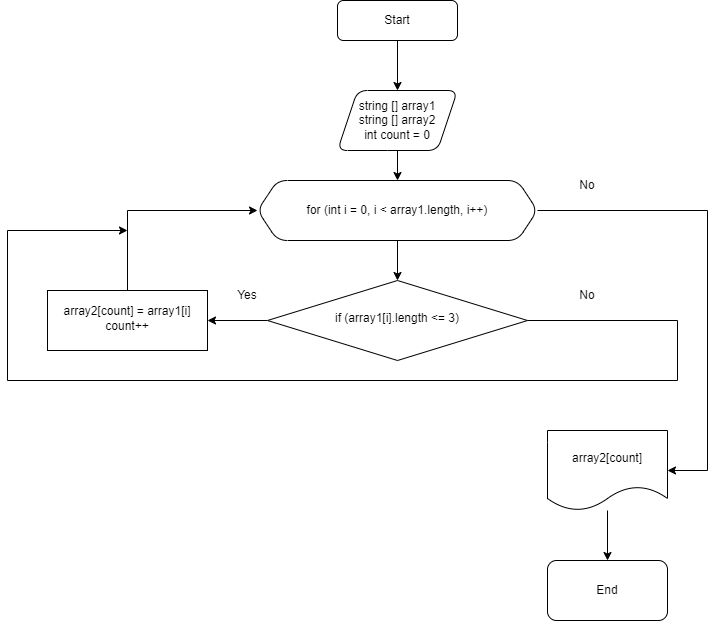 Start
string [] array1
string [] array2
int count = 0
No
for (int i = 0, i < array1.length, i++)
Yes
No
array2[count] = array1[i]
count++
if (array1[i].length <= 3)
array2[count]
End